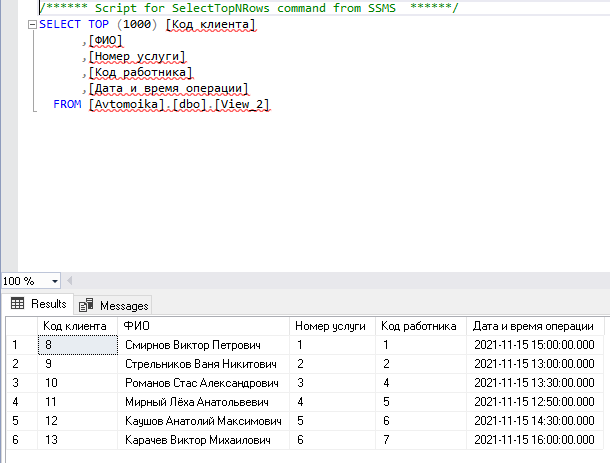 /****** Script for SelectTopNRows command from SSMS  ******/
SELECT TOP (1000) [Код клиента]
      ,[ФИО]
      ,[Номер услуги]
      ,[Код работника]
      ,[Дата и время операции]
  FROM [Avtomoika].[dbo].[View_2]
100 %
Results Messages
Код клиента ФИО Номер услуги Код работника Дата и время операции
1 8 Смирнов Виктор Петрович 1 1 2021-11-15 15:00:00.000
2 9 Стрельников Ваня Никитович 2 2 2021-11-15 13:00:00.000
3 10 Романов Стас Александрович 3 4 2021-11-15 13:30:00.000
4 11 Мирный Лёха Анатольвевич 4 5 2021-11-15 12:50:00.000
5 12 Каушов Анатолий Максимович 5 6 2021-11-15 14:30:00.000
6 13 Карачев Виктор Михаилович 6 7 2021-11-15 16:00:00.000